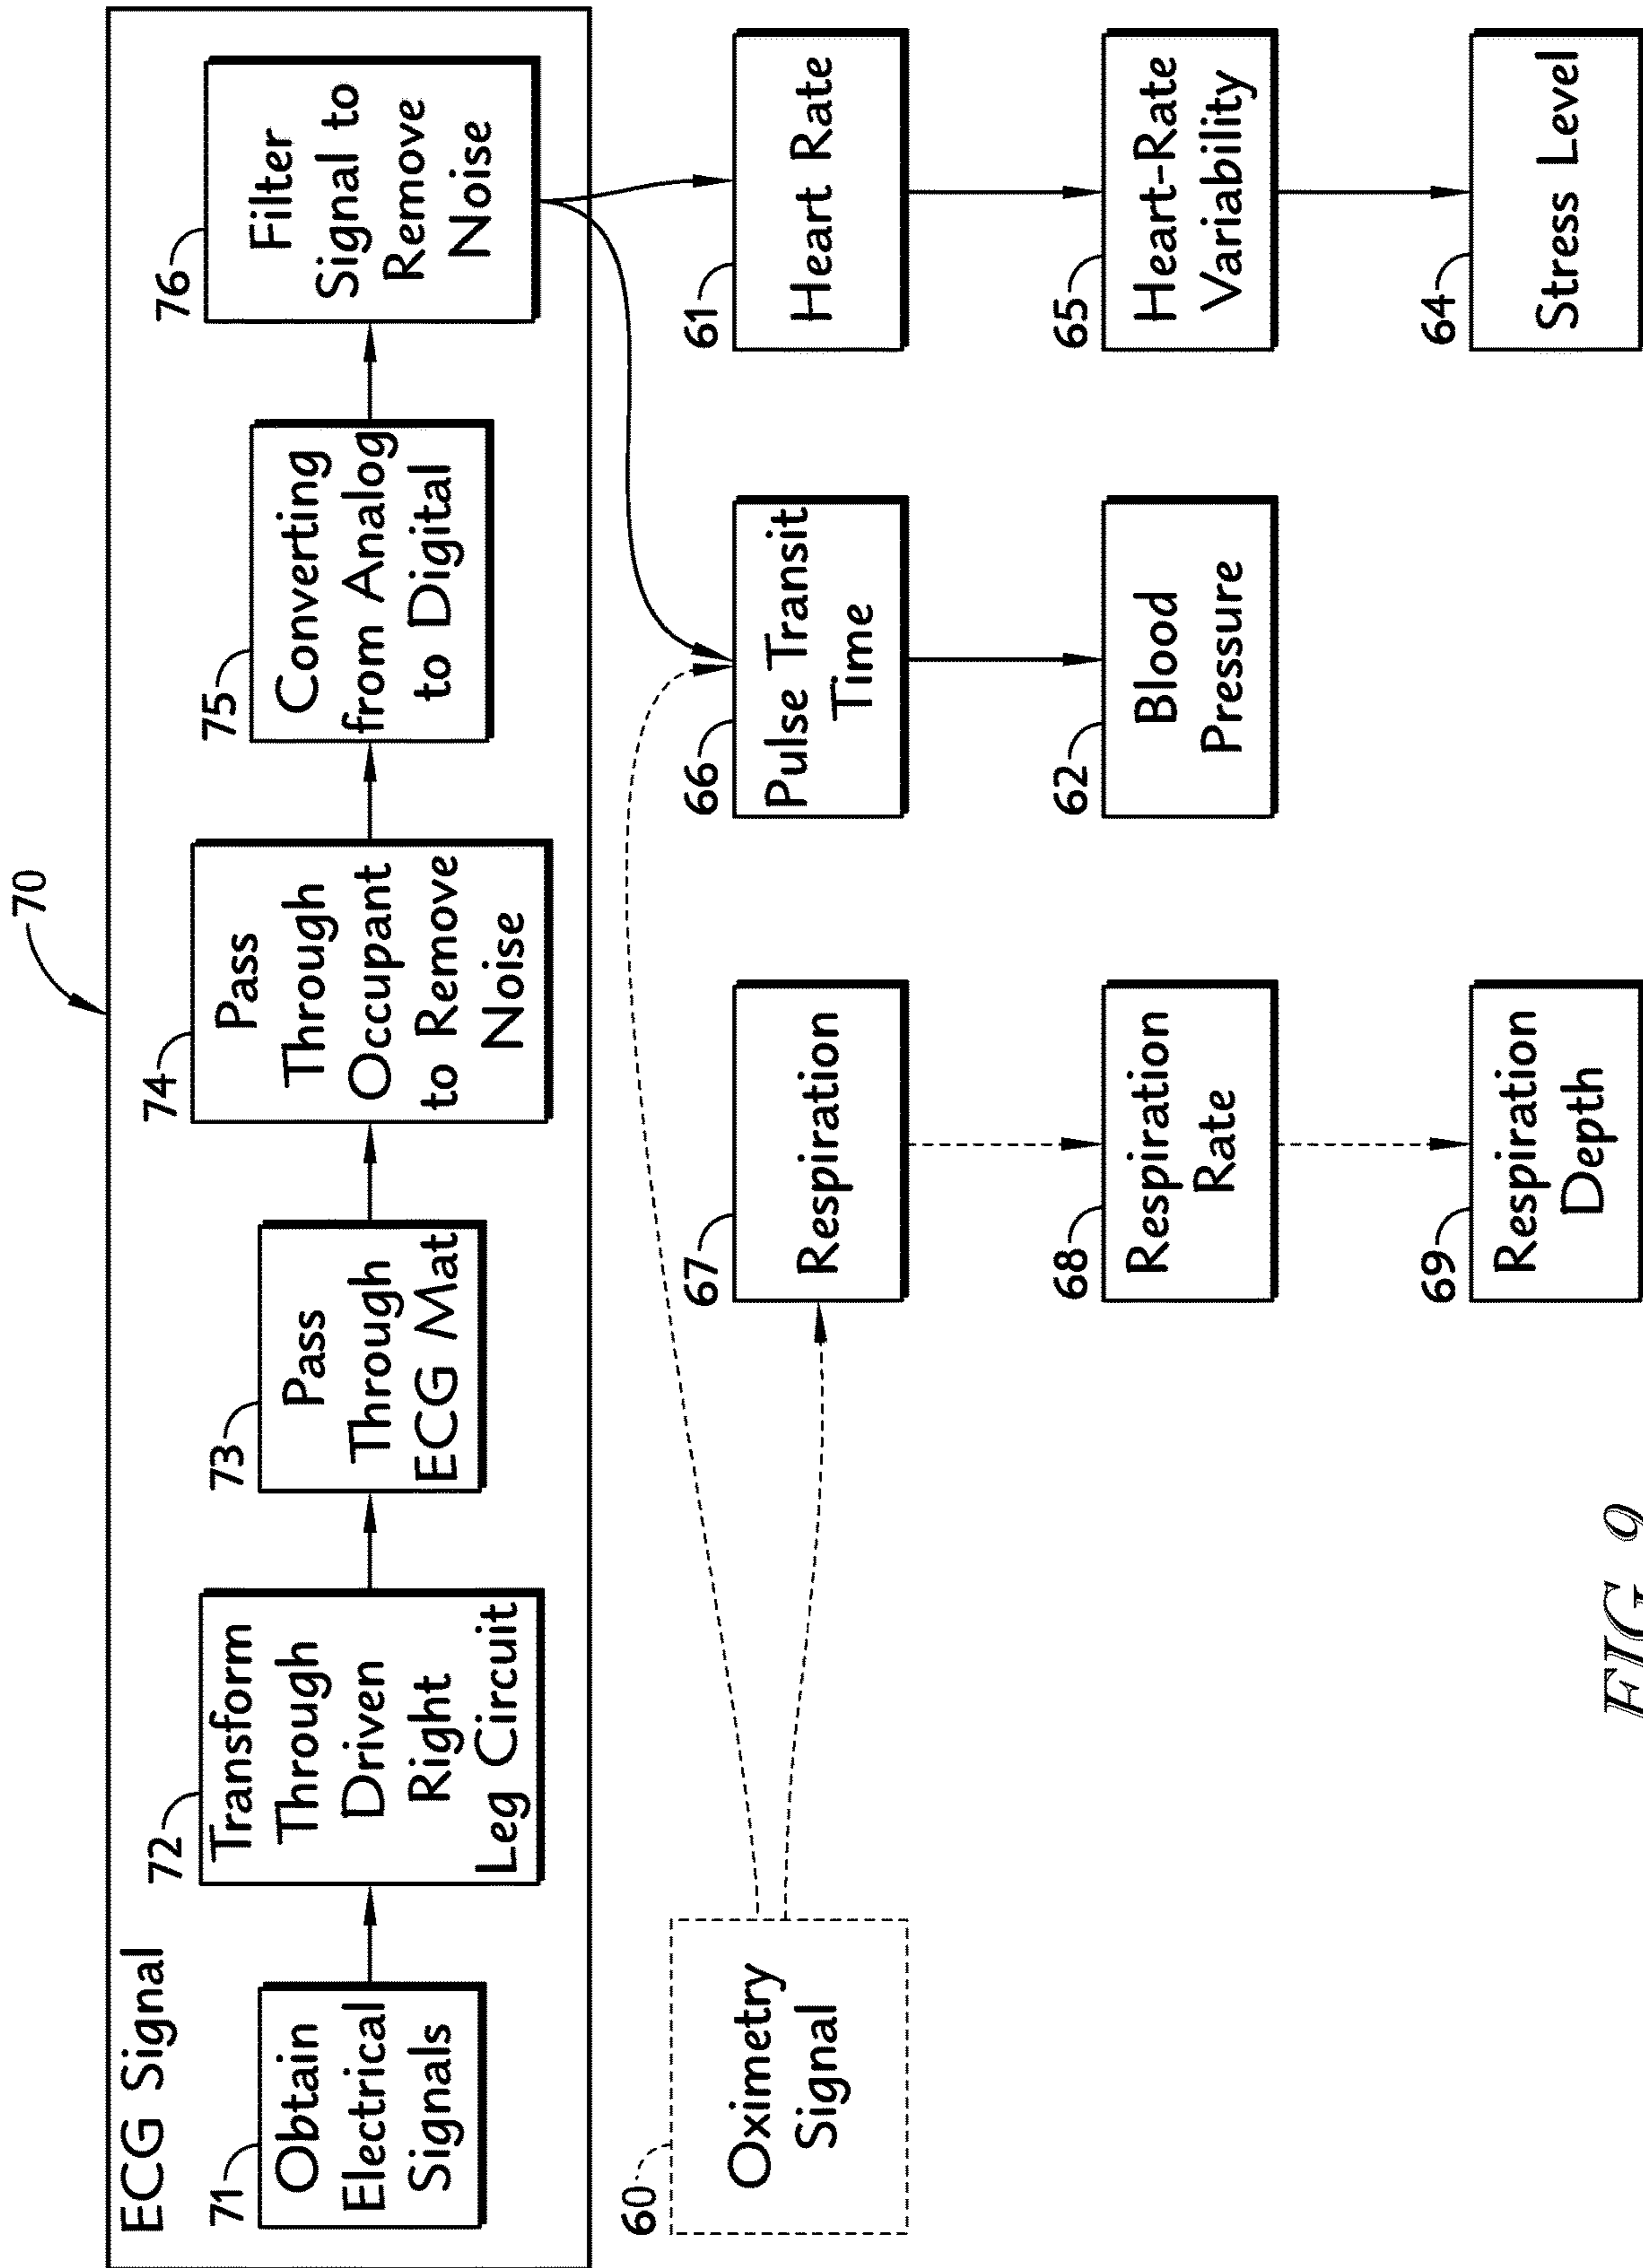 70
ECG Signal
71
Obtain
Electrical
Signals
72
Transform
Through
Driven
Right
Leg Circuit
73
Pass
Through
ECG Mat
74
Pass
Through
Occupant
to Remove
Noise
75
Converting
from Analog
to Digital
76
Filter
Signal to
Remove
Noise
60
Oximetry
Signal
67
Respiration
66
Pulse Transit
Time
61
Heart Rate
68
Respiration
Rate
62
Blood
Pressure
65
Heart-Rate
Variability
69
Respiration
Depth
64
Stress Level
FIG. 9